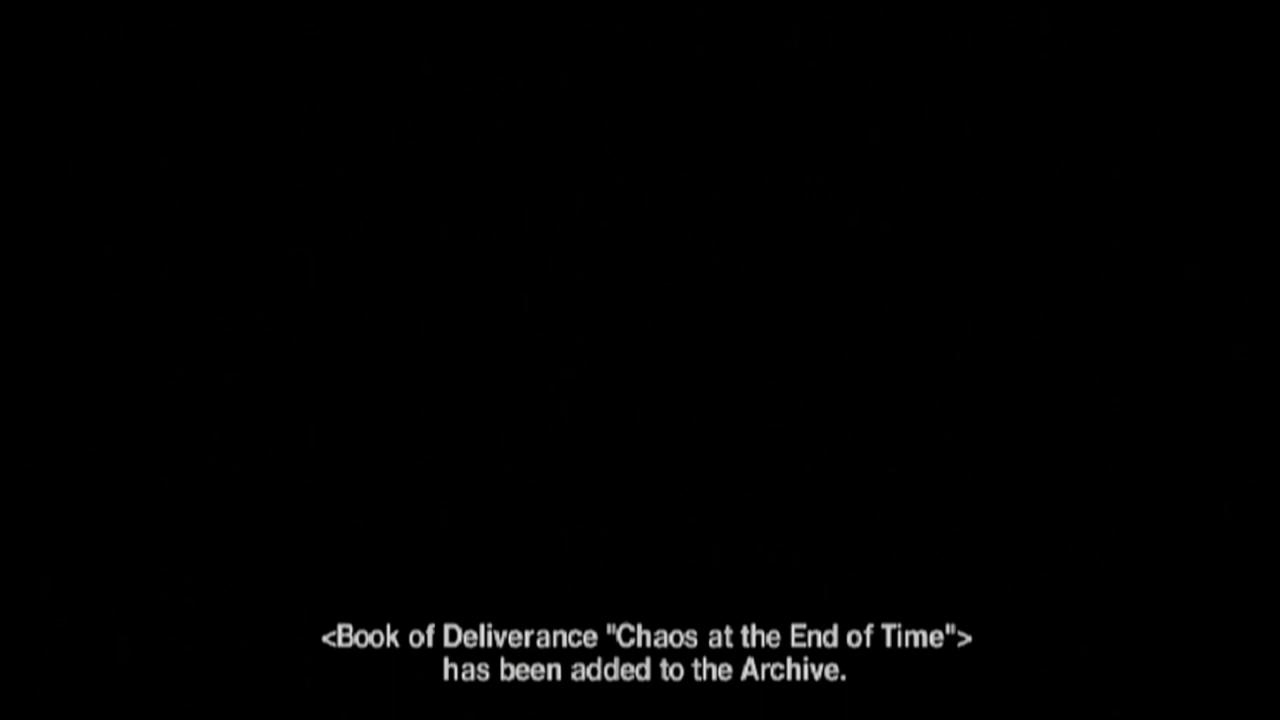 <Book of Deliverance "Chaos at the End of Time">
has been added to the Archive.